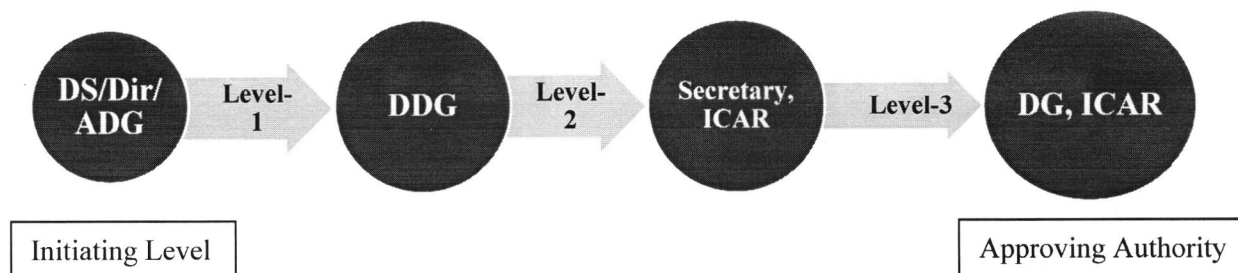 DS/Dir/
ADG
Level-
1
DDG
Level-
2
Secretary,
ICAR
Level-3
DG, ICAR
Initiating Level
Approving Authority